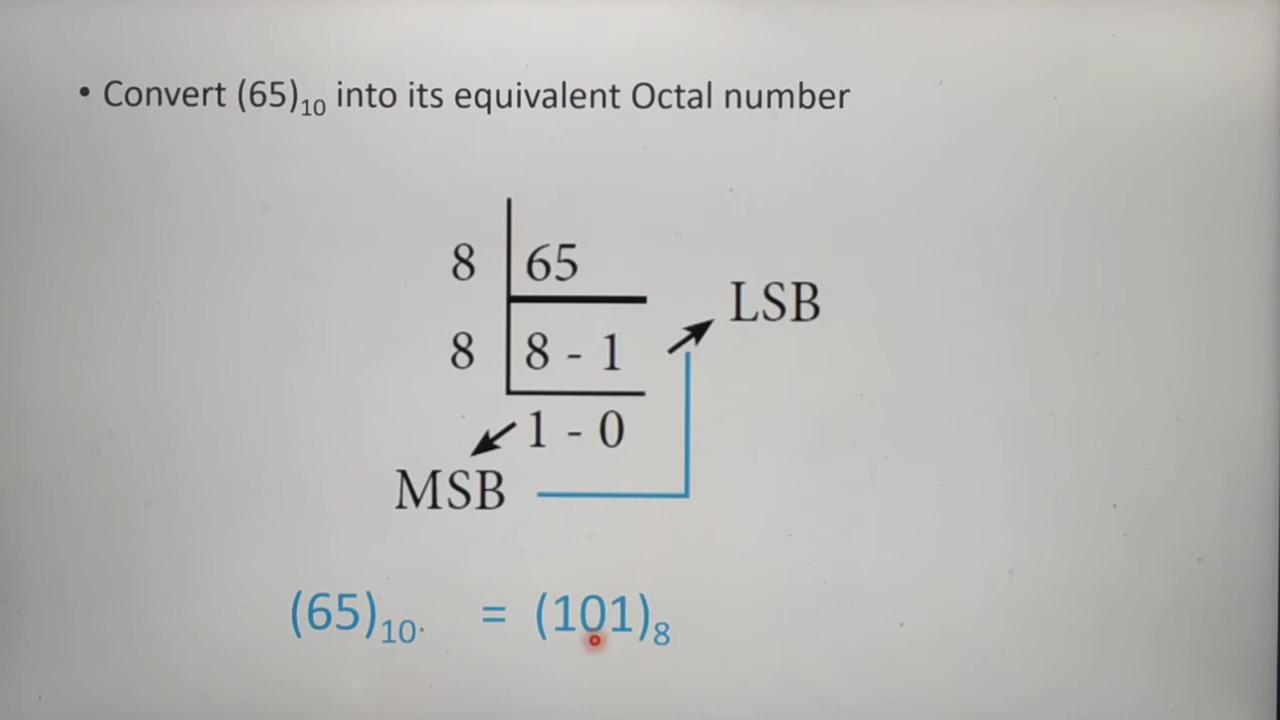 • Convert (65)₁₀ into its equivalent Octal number
8 65
LSB
8 8 - 1
1 - 0
MSB
(65)₁₀. = (101)₈